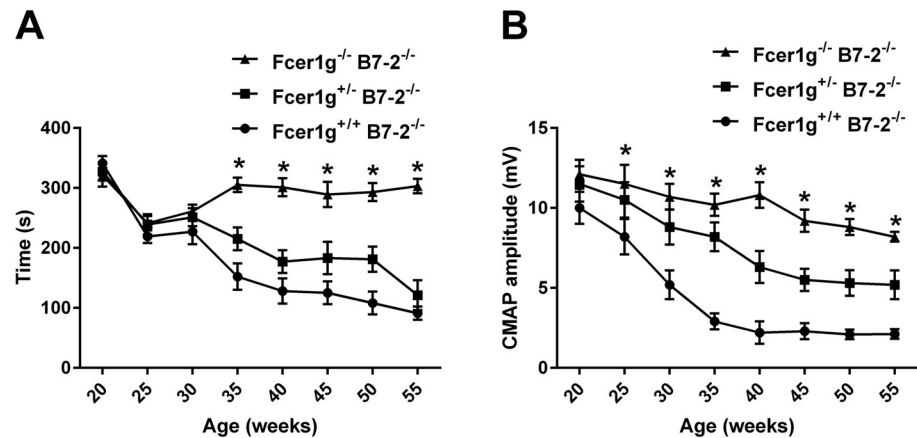 A
Fcer1g-/- B7-2-/-
Fcer1g+/- B7-2-/-
Fcer1g+/+ B7-2-/-
Time (s)
400
300
200
100
0
* * * * *
20 25 30 35 40 45 50 55
Age (weeks)
B
Fcer1g-/- B7-2-/-
Fcer1g+/- B7-2-/-
Fcer1g+/+ B7-2-/-
CMAP amplitude (mV)
15
10
5
0
* * * * * * *
20 25 30 35 40 45 50 55
Age (weeks)